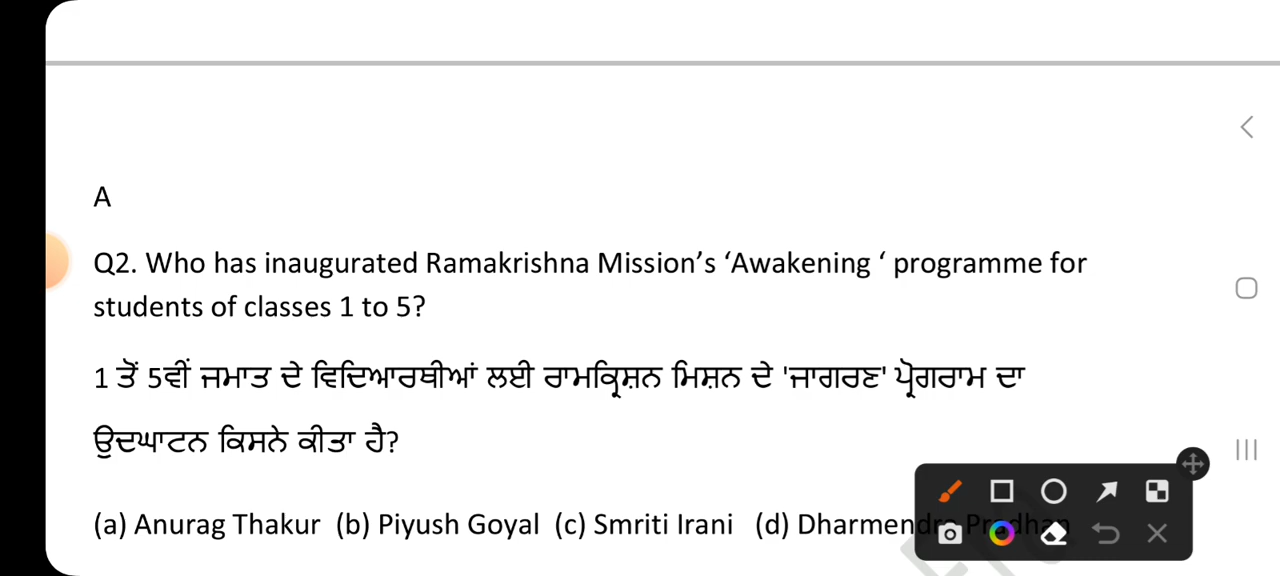 A
Q2. Who has inaugurated Ramakrishna Mission’s ‘Awakening ‘ programme for
students of classes 1 to 5?
1 ਤੋਂ 5ਵੀਂ ਜਮਾਤ ਦੇ ਵਿਦਿਆਰਥੀਆਂ ਲਈ ਰਾਮਕ੍ਰਿਸ਼ਨ ਮਿਸ਼ਨ ਦੇ 'ਜਾਗਰਣ' ਪ੍ਰੋਗਰਾਮ ਦਾ
ਉਦਘਾਟਨ ਕਿਸਨੇ ਕੀਤਾ ਹੈ?
(a) Anurag Thakur (b) Piyush Goyal (c) Smriti Irani (d) Dharmendra Pradhan